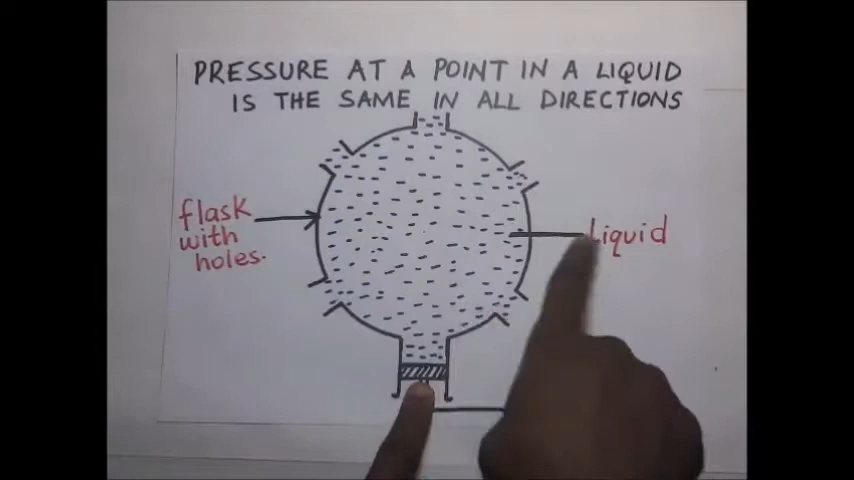 PRESSURE AT A POINT IN A LIQUID
IS THE SAME IN ALL DIRECTIONS
flask
with
holes.
Liquid